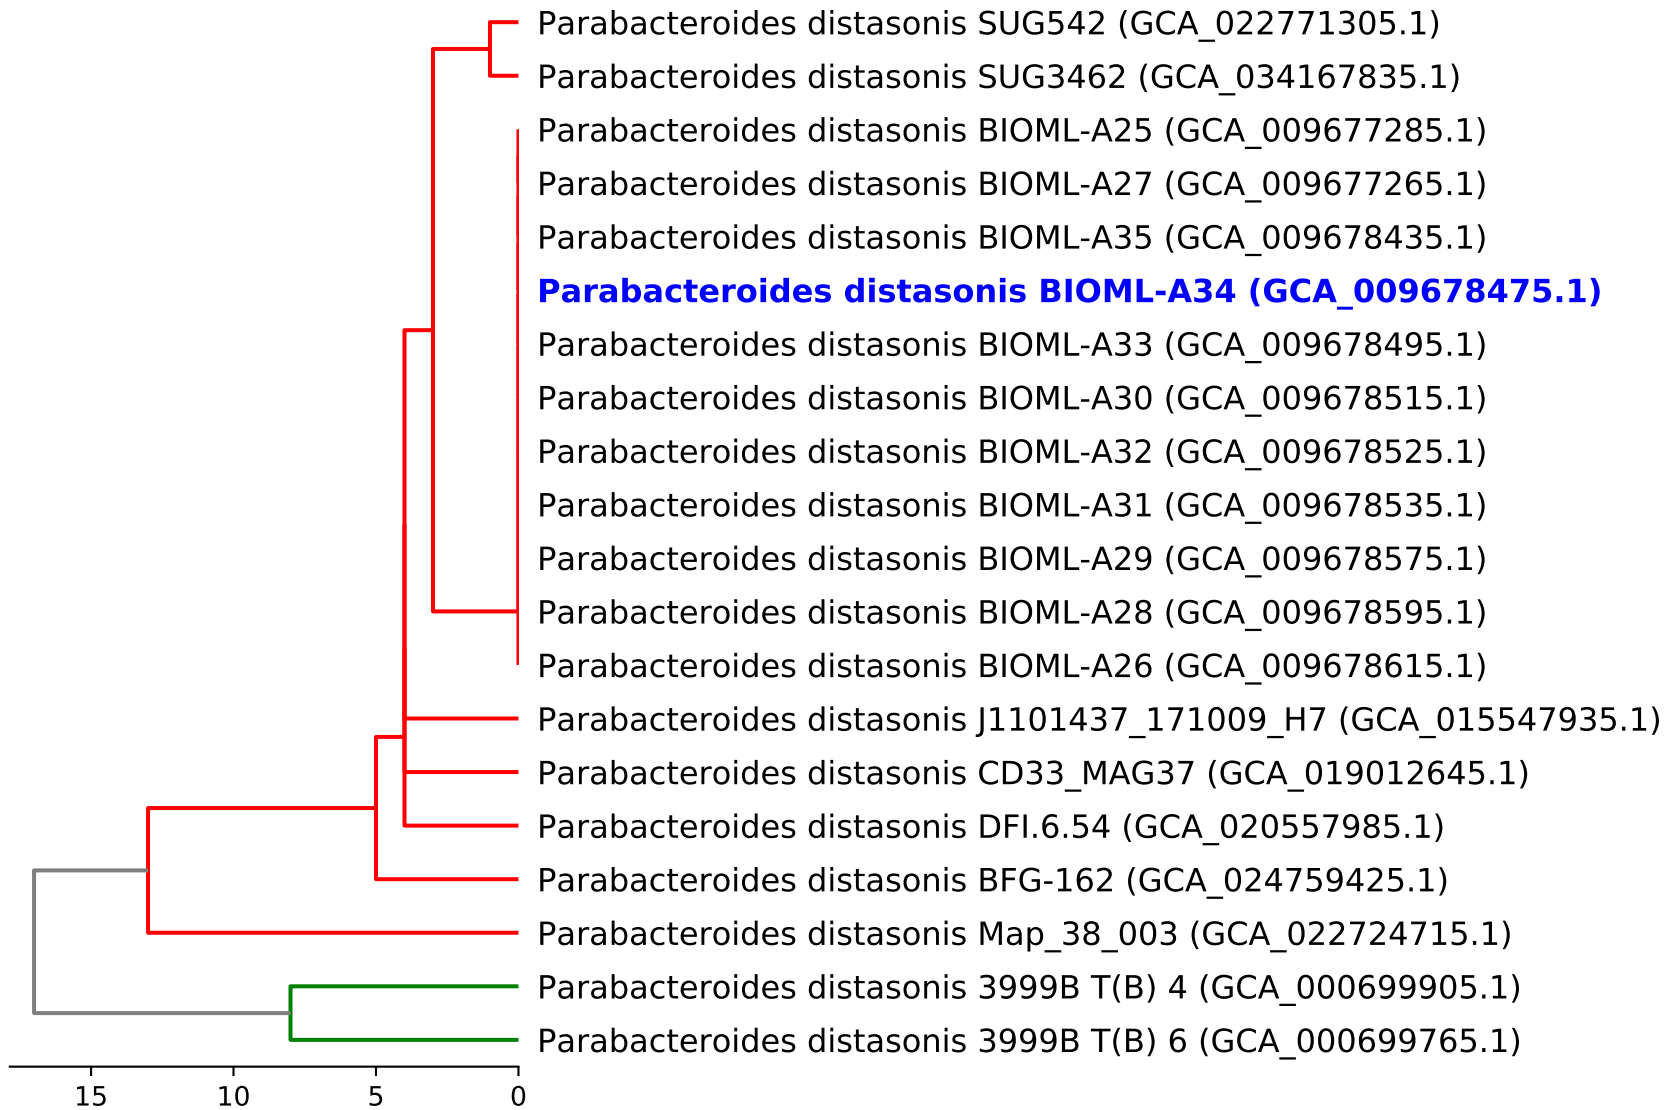 Parabacteroides distasonis SUG542 (GCA_022771305.1)
Parabacteroides distasonis SUG3462 (GCA_034167835.1)
Parabacteroides distasonis BIOML-A25 (GCA_009677285.1)
Parabacteroides distasonis BIOML-A27 (GCA_009677265.1)
Parabacteroides distasonis BIOML-A35 (GCA_009678435.1)
Parabacteroides distasonis BIOML-A34 (GCA_009678475.1)
Parabacteroides distasonis BIOML-A33 (GCA_009678495.1)
Parabacteroides distasonis BIOML-A30 (GCA_009678515.1)
Parabacteroides distasonis BIOML-A32 (GCA_009678525.1)
Parabacteroides distasonis BIOML-A31 (GCA_009678535.1)
Parabacteroides distasonis BIOML-A29 (GCA_009678575.1)
Parabacteroides distasonis BIOML-A28 (GCA_009678595.1)
Parabacteroides distasonis BIOML-A26 (GCA_009678615.1)
Parabacteroides distasonis J1101437_171009_H7 (GCA_015547935.1)
Parabacteroides distasonis CD33_MAG37 (GCA_019012645.1)
Parabacteroides distasonis DFI.6.54 (GCA_020557985.1)
Parabacteroides distasonis BFG-162 (GCA_024759425.1)
Parabacteroides distasonis Map_38_003 (GCA_022724715.1)
Parabacteroides distasonis 3999B T(B) 4 (GCA_000699905.1)
Parabacteroides distasonis 3999B T(B) 6 (GCA_000699765.1)
15 10 5 0